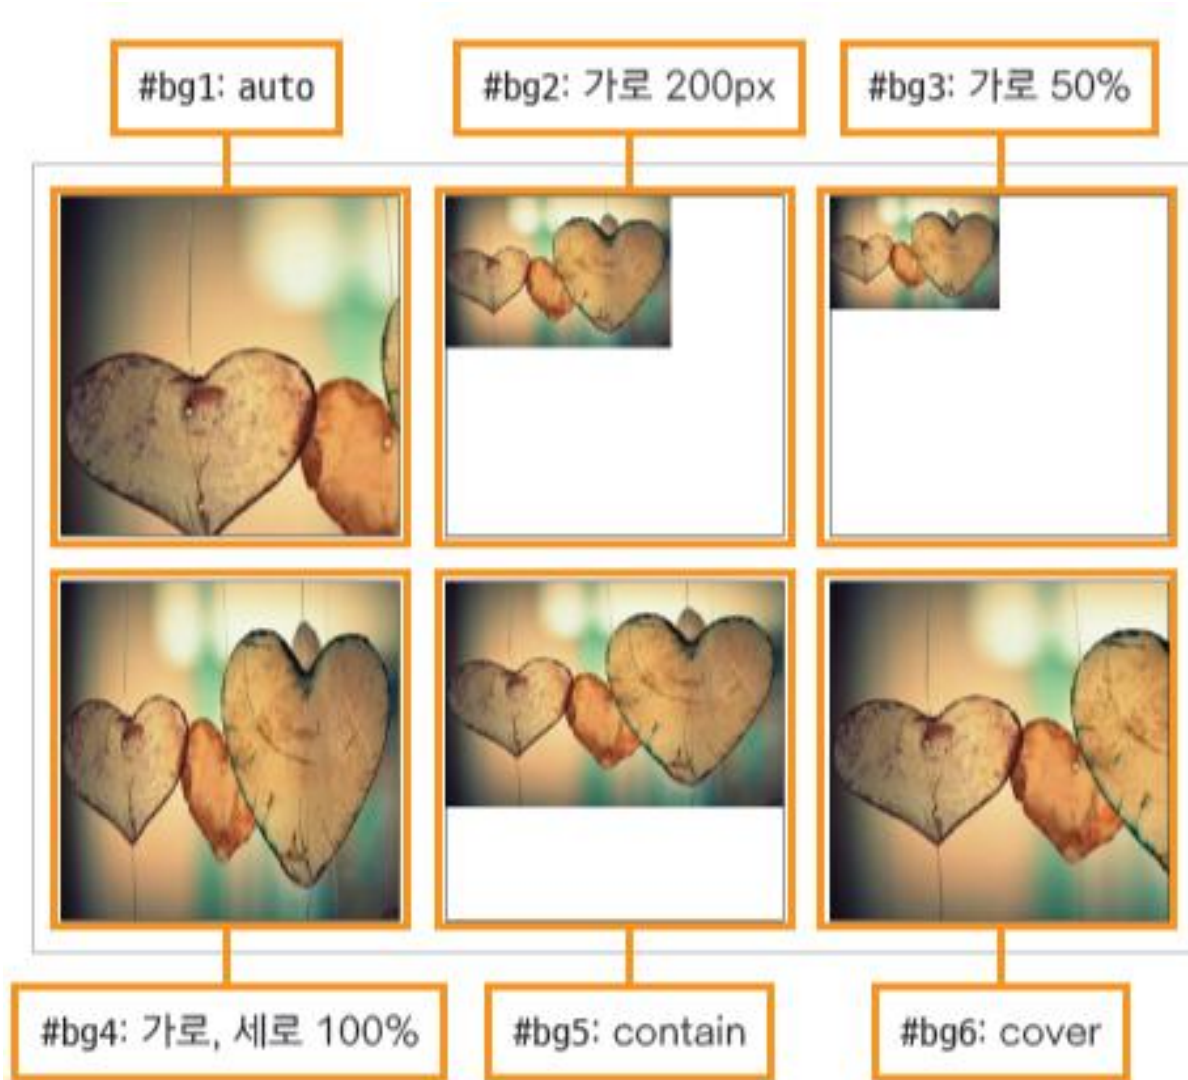 #bg1: auto
#bg2: 가로 200px
#bg3: 가로 50%
#bg4: 가로, 세로 100%
#bg5: contain
#bg6: cover